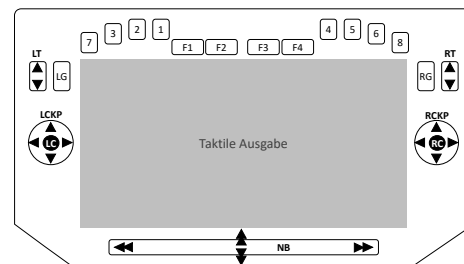 3 2 1 4 5 6
7 F1 F2 F3 F4 8
LT RT
LG RG
LCKP RCKP
LC Taktile Ausgabe RC
NB